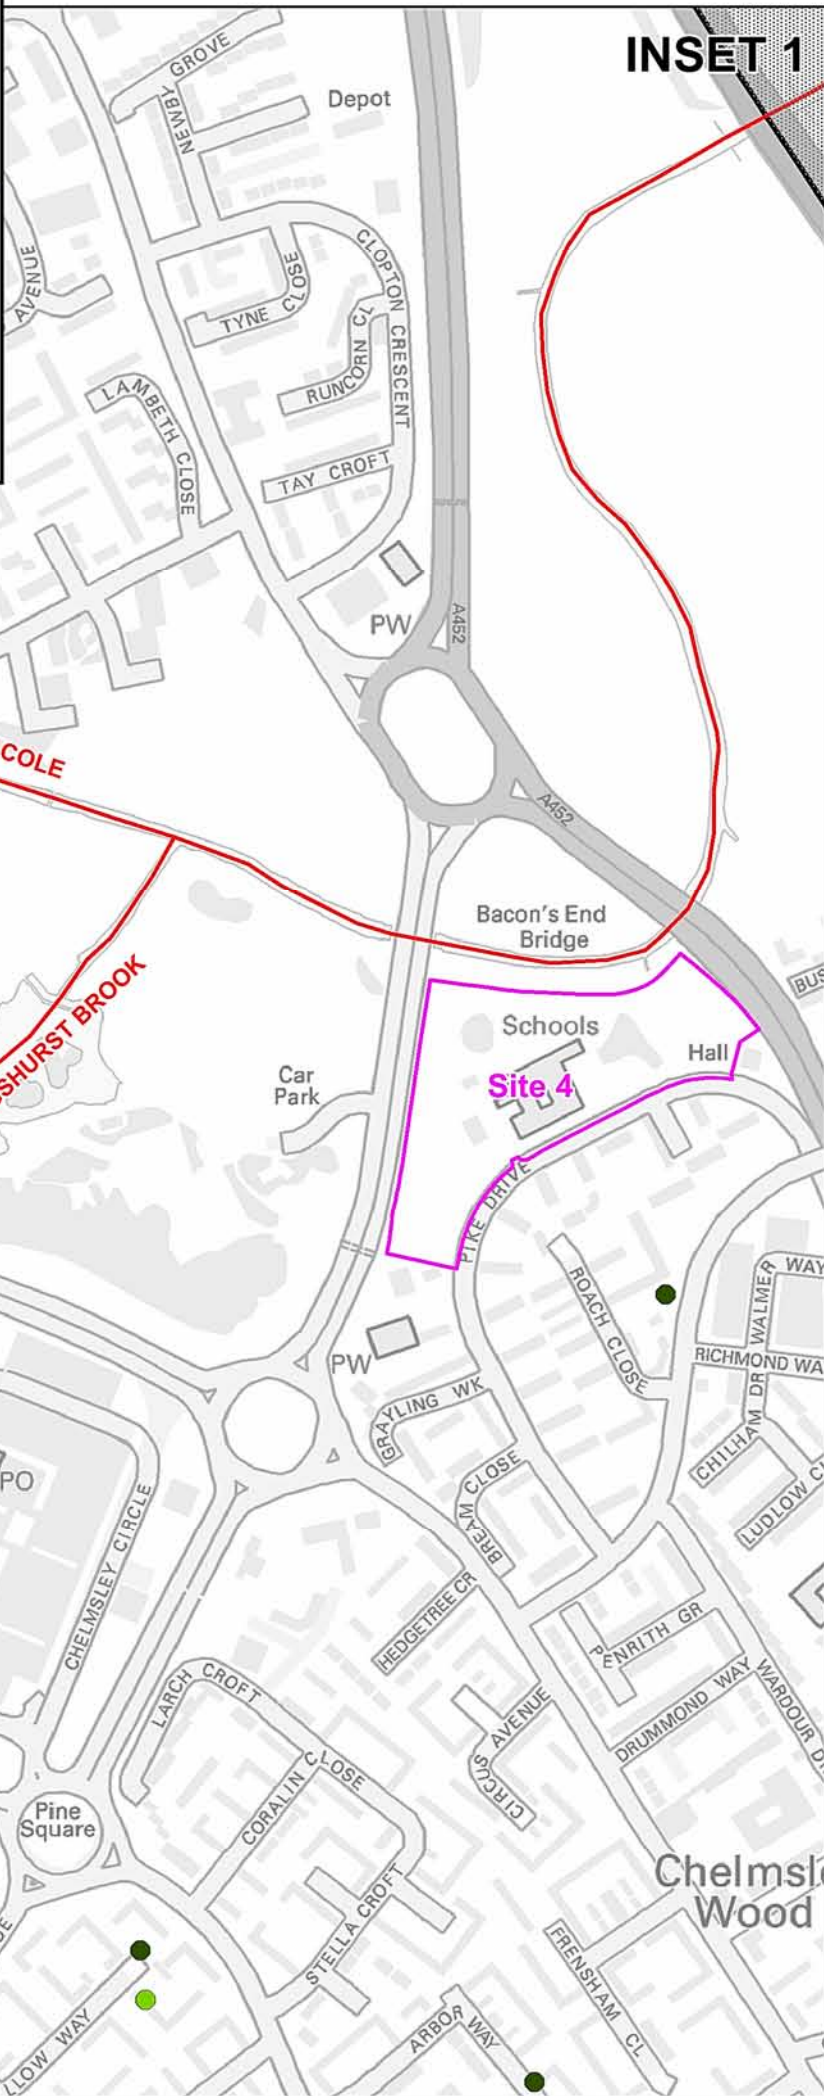 INSET 1
GROVE
NEWBY
Depot
AVENUE
TYNE CLOSE
CLOPTON CRESCENT
RUNCORN CL
LAMBETH CLOSE
TAY CROFT
PW
A452
COLE
A452
Bacon's End
Bridge
BUS
SHURST BROOK
Schools
Hall
Car
Park
Site 4
PIKE DRIVE
ROACH CLOSE
WALMER
WAY
RICHMOND WA
PW
GRAYLING WK
CHILHAM DR
LUDLOW C
PO
CHELMSLEY CIRCLE
BREAM CLOSE
HEDGETREE CR
PENRITH GR
DRUMMOND WAY
WARDOUR D
LARCH CROFT
CIRCUS AVENUE
CORALIN CLOSE
Pine
Square
Chelmsle
Wood
STELLA CROFT
FRENSHAM CL
LLOW WAY
ARBOR WAY